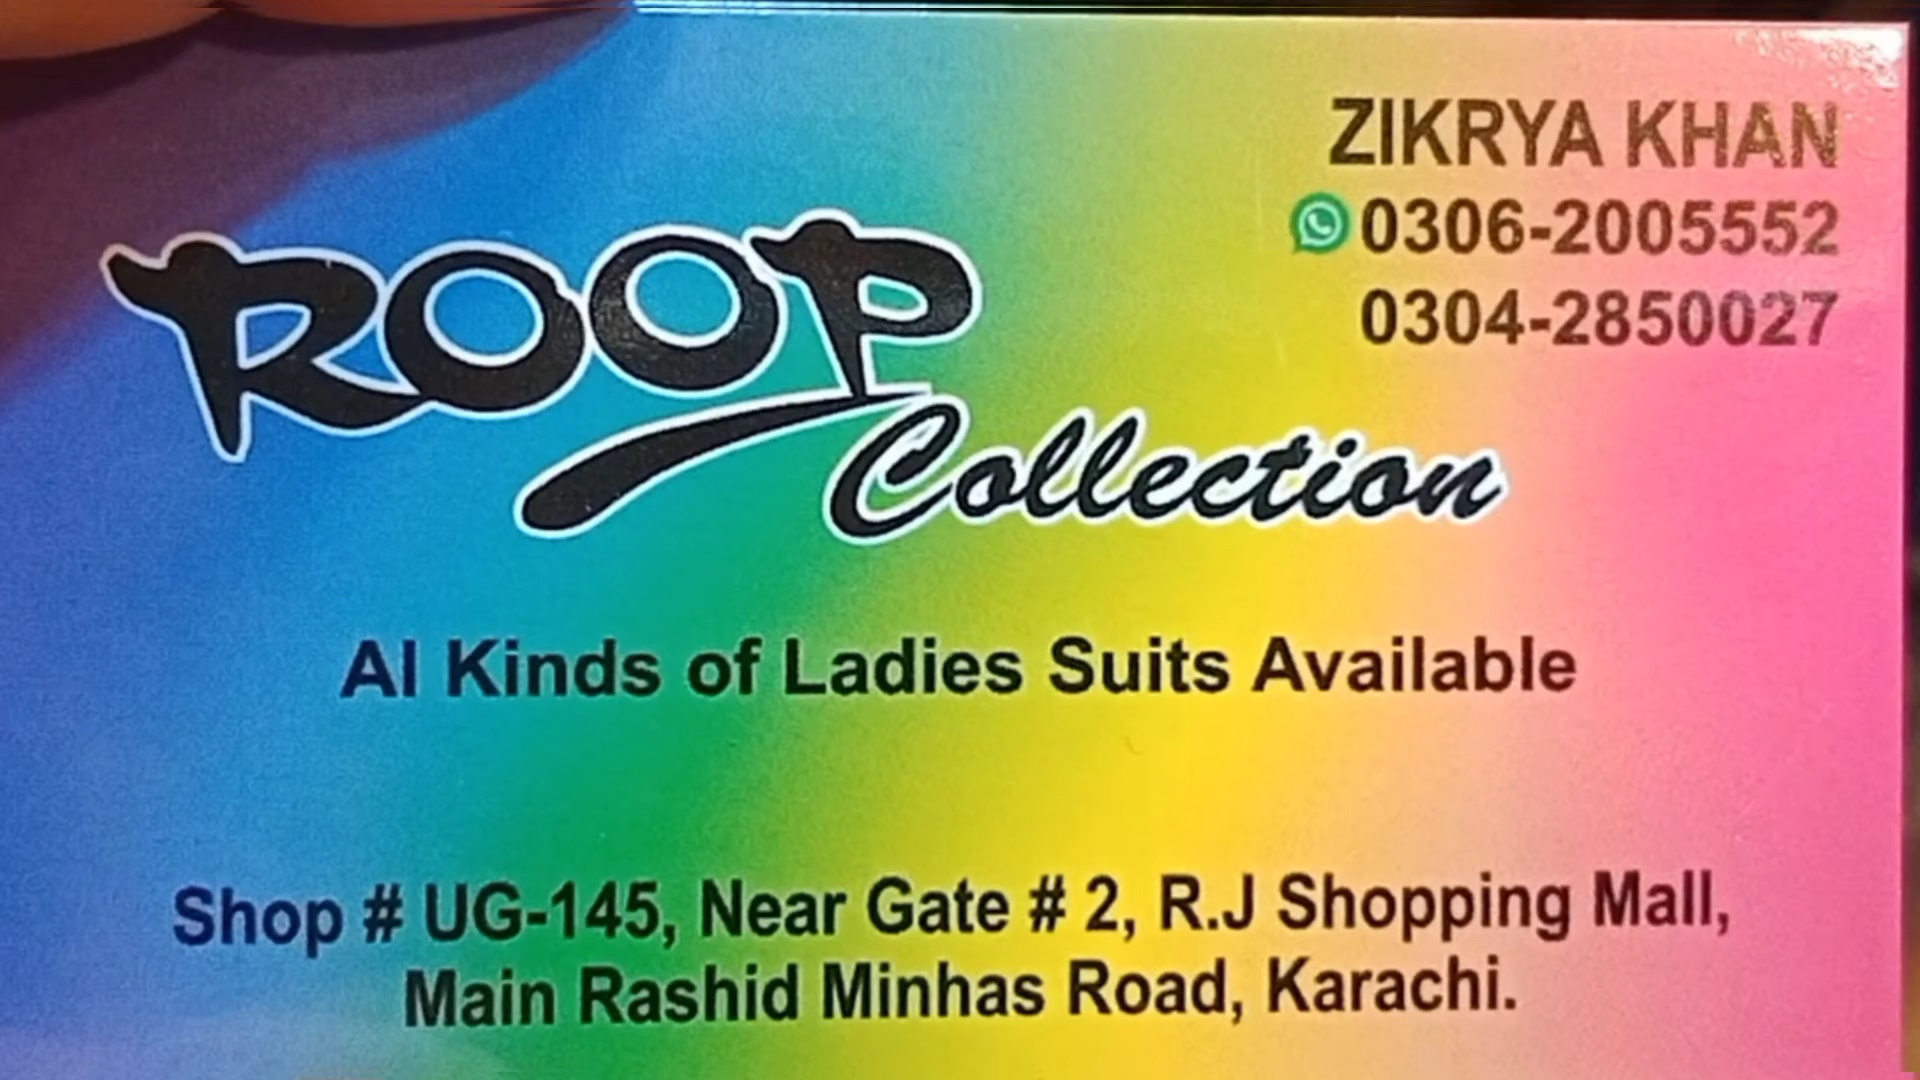 ZIKRYA KHAN
0306-2005552
0304-2850027
ROOP
Collection
Al Kinds of Ladies Suits Available
Shop # UG-145, Near Gate # 2, R.J Shopping Mall,
Main Rashid Minhas Road, Karachi.